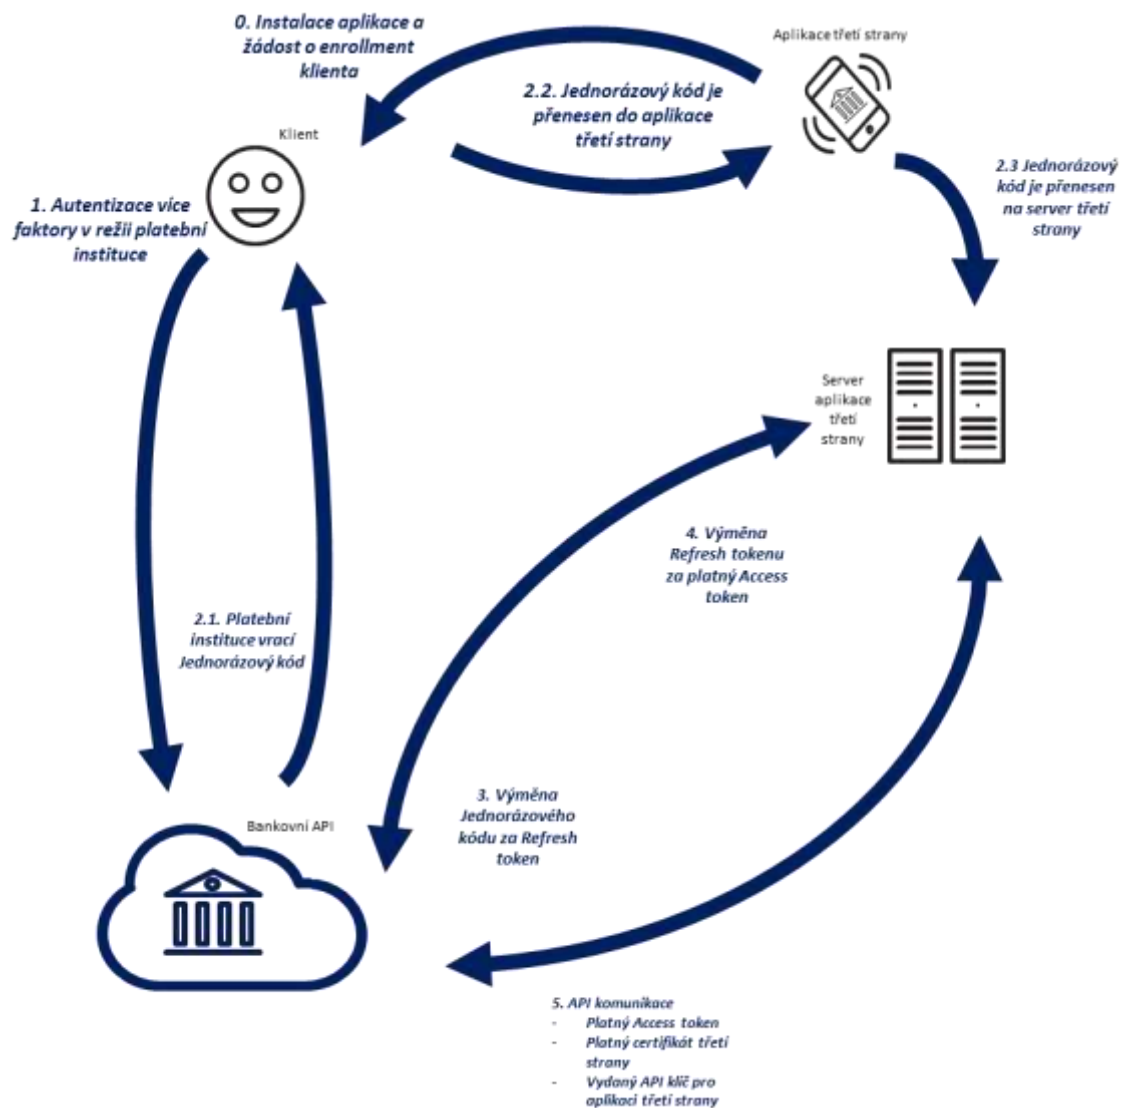 0. Instalace aplikace a
žádost o enrollment
klienta
Aplikace třetí strany
2.2. Jednorázový kód je
přenesen do aplikace
třetí strany
Klient
2.3 Jednorázový
kód je přenesen
na server třetí
strany
1. Autentizace více
faktory v režii platební
instituce
Server
aplikace
třetí
strany
4. Výměna
Refresh tokenu
za platný Access
token
2.1. Platební
instituce vrací
Jednorázový kód
3. Výměna
Jednorázového
kódu za Refresh
token
Bankovní API
5. API komunikace
- Platný Access token
- Platný certifikát třetí
strany
- Vydaný API klíč pro
aplikaci třetí strany